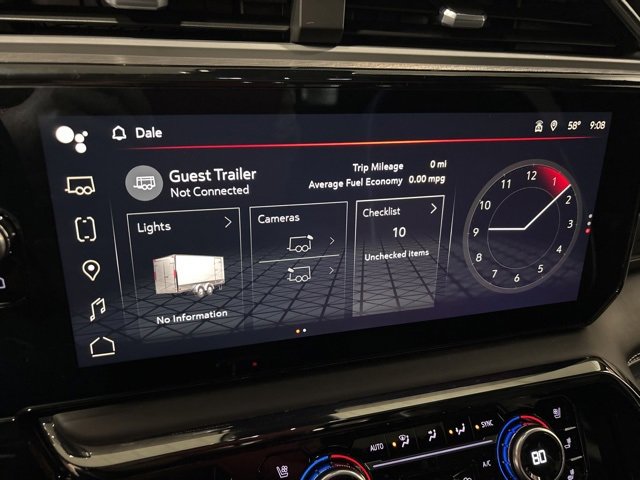 Dale
58° 9:08
Guest Trailer
Not Connected
Trip Mileage 0 mi
Average Fuel Economy 0.00 mpg
Lights
No Information
Cameras
Checklist
10
Unchecked items
12
1
2
3
4
5
6
7
8
9
10
11
AUTO
SYNC
A/C
80